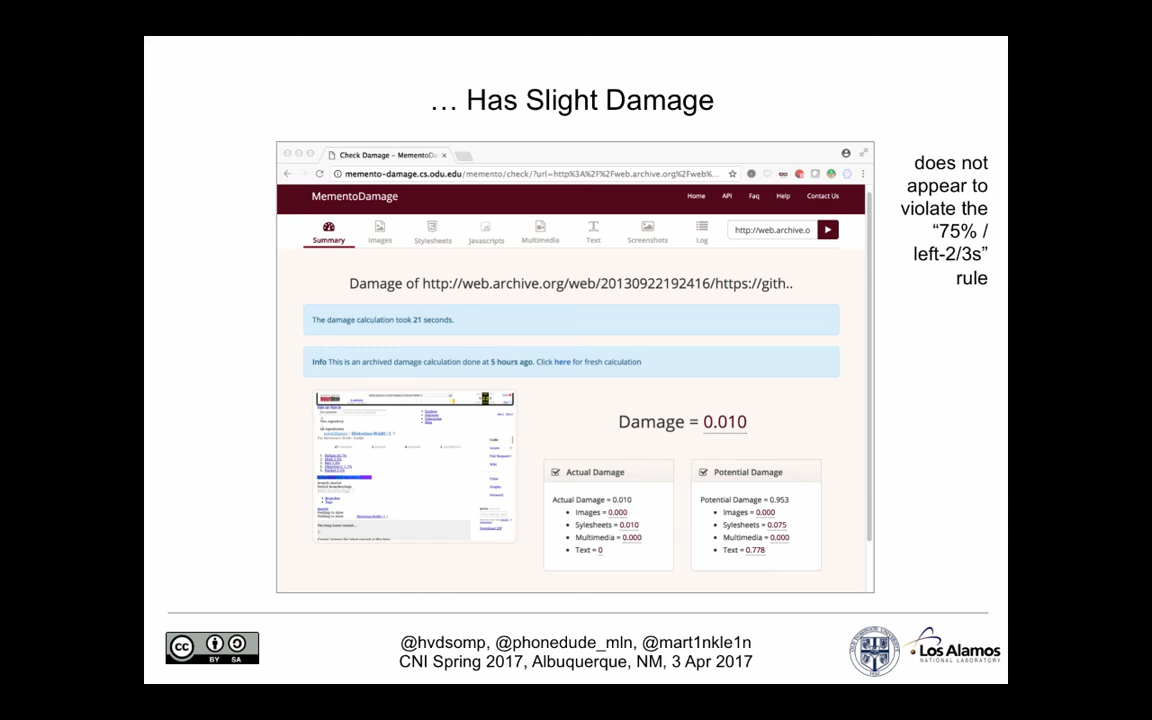 … Has Slight Damage
does not
appear to
violate the
“75% /
left-2/3s”
rule
Check Damage – MementoDa
memento-damage.cs.odu.edu/memento/check/?url=http%3A%2F%2Fweb.archive.org%2Fweb%...
MementoDamage
Home API Faq Help Contact Us
Summary Images Stylesheets Javascripts Multimedia Text Screenshots Log
http://web.archive.o
Damage of http://web.archive.org/web/20130922192416/https://gith..
The damage calculation took 21 seconds.
Info This is an archived damage calculation done at 5 hours ago. Click here for fresh calculation
Damage = 0.010
Actual Damage
Actual Damage = 0.010
Images = 0.000
Sylesheets = 0.010
Multimedia = 0.000
Text = 0
Potential Damage
Potential Damage = 0.953
Images = 0.000
Sylesheets = 0.075
Multimedia = 0.000
Text = 0.778
cc BY SA
@hvdsomp, @phonedude_mln, @mart1nkle1n
CNI Spring 2017, Albuquerque, NM, 3 Apr 2017
Los Alamos
NATIONAL LABORATORY